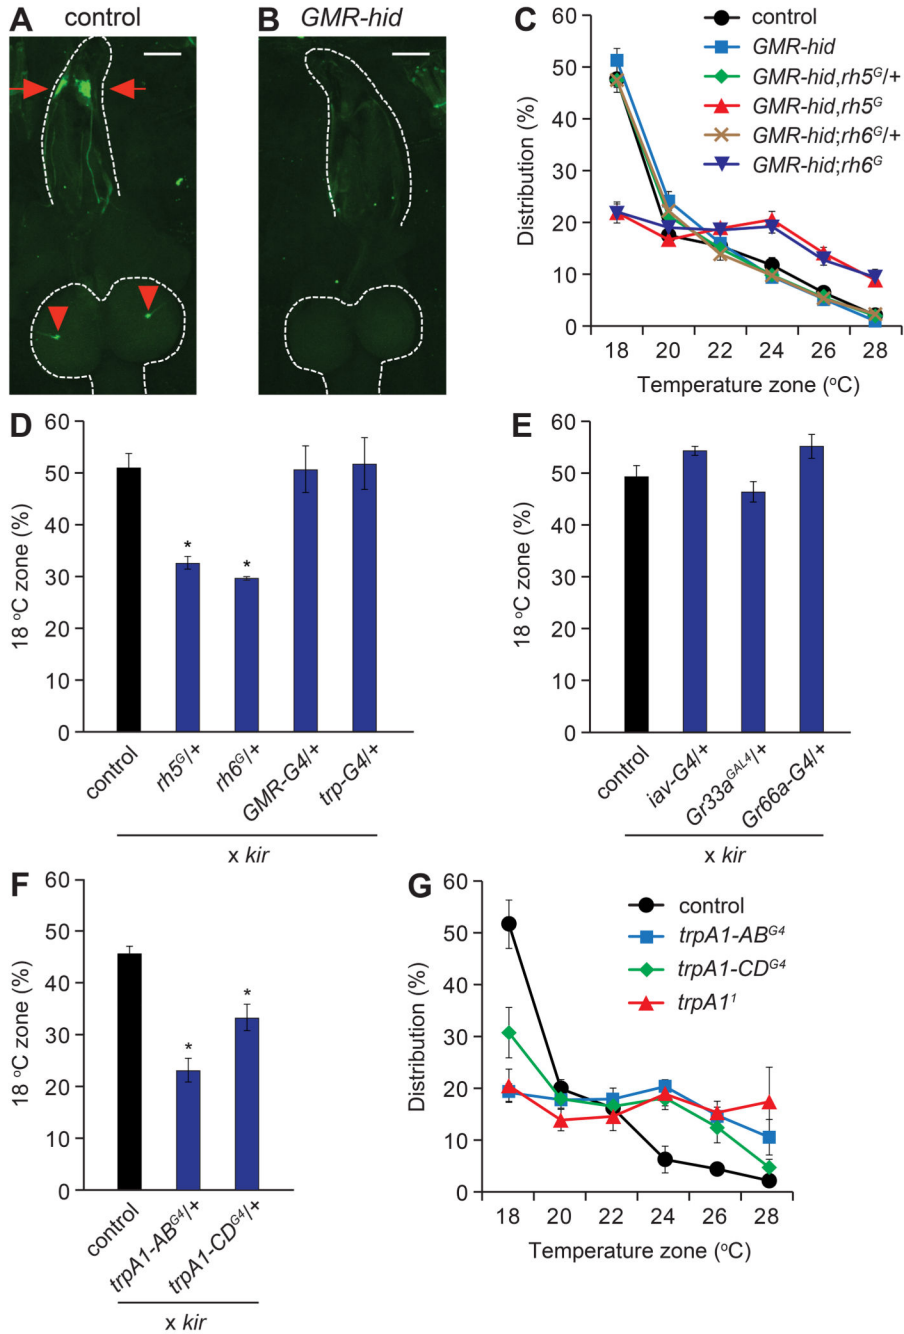 A control
B GMR-hid
C
60
50
40
30
20
10
0
Distribution (%)
18 20 22 24 26 28
Temperature zone (°C)
control
GMR-hid
GMR-hid,rh5ᴳ/+
GMR-hid,rh5ᴳ
GMR-hid;rh6ᴳ/+
GMR-hid;rh6ᴳ
D
60
50
40
30
20
10
0
18 °C zone (%)
* *
control
rh5ᴳ/+
rh6ᴳ/+
GMR-G4/+
trp-G4/+
x kir
E
60
50
40
30
20
10
0
18 °C zone (%)
control
iav-G4/+
Gr33aᴳᴬᴸ⁴/+
Gr66a-G4/+
x kir
F
60
50
40
30
20
10
0
18 °C zone (%)
* *
control
trpA1-ABᴳ⁴/+
trpA1-CDᴳ⁴/+
x kir
G
60
50
40
30
20
10
0
Distribution (%)
18 20 22 24 26 28
Temperature zone (°C)
control
trpA1-ABᴳ⁴
trpA1-CDᴳ⁴
trpA1¹